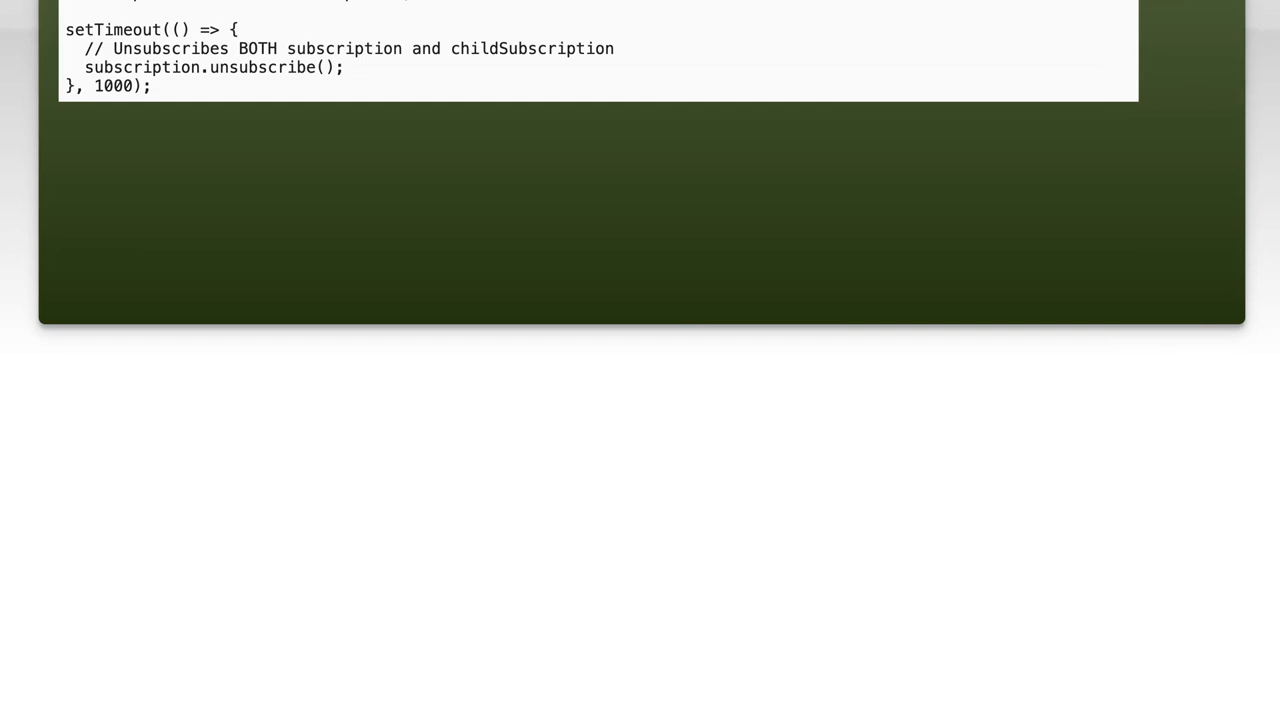 setTimeout(() => {
  // Unsubscribes BOTH subscription and childSubscription
  subscription.unsubscribe();
}, 1000);